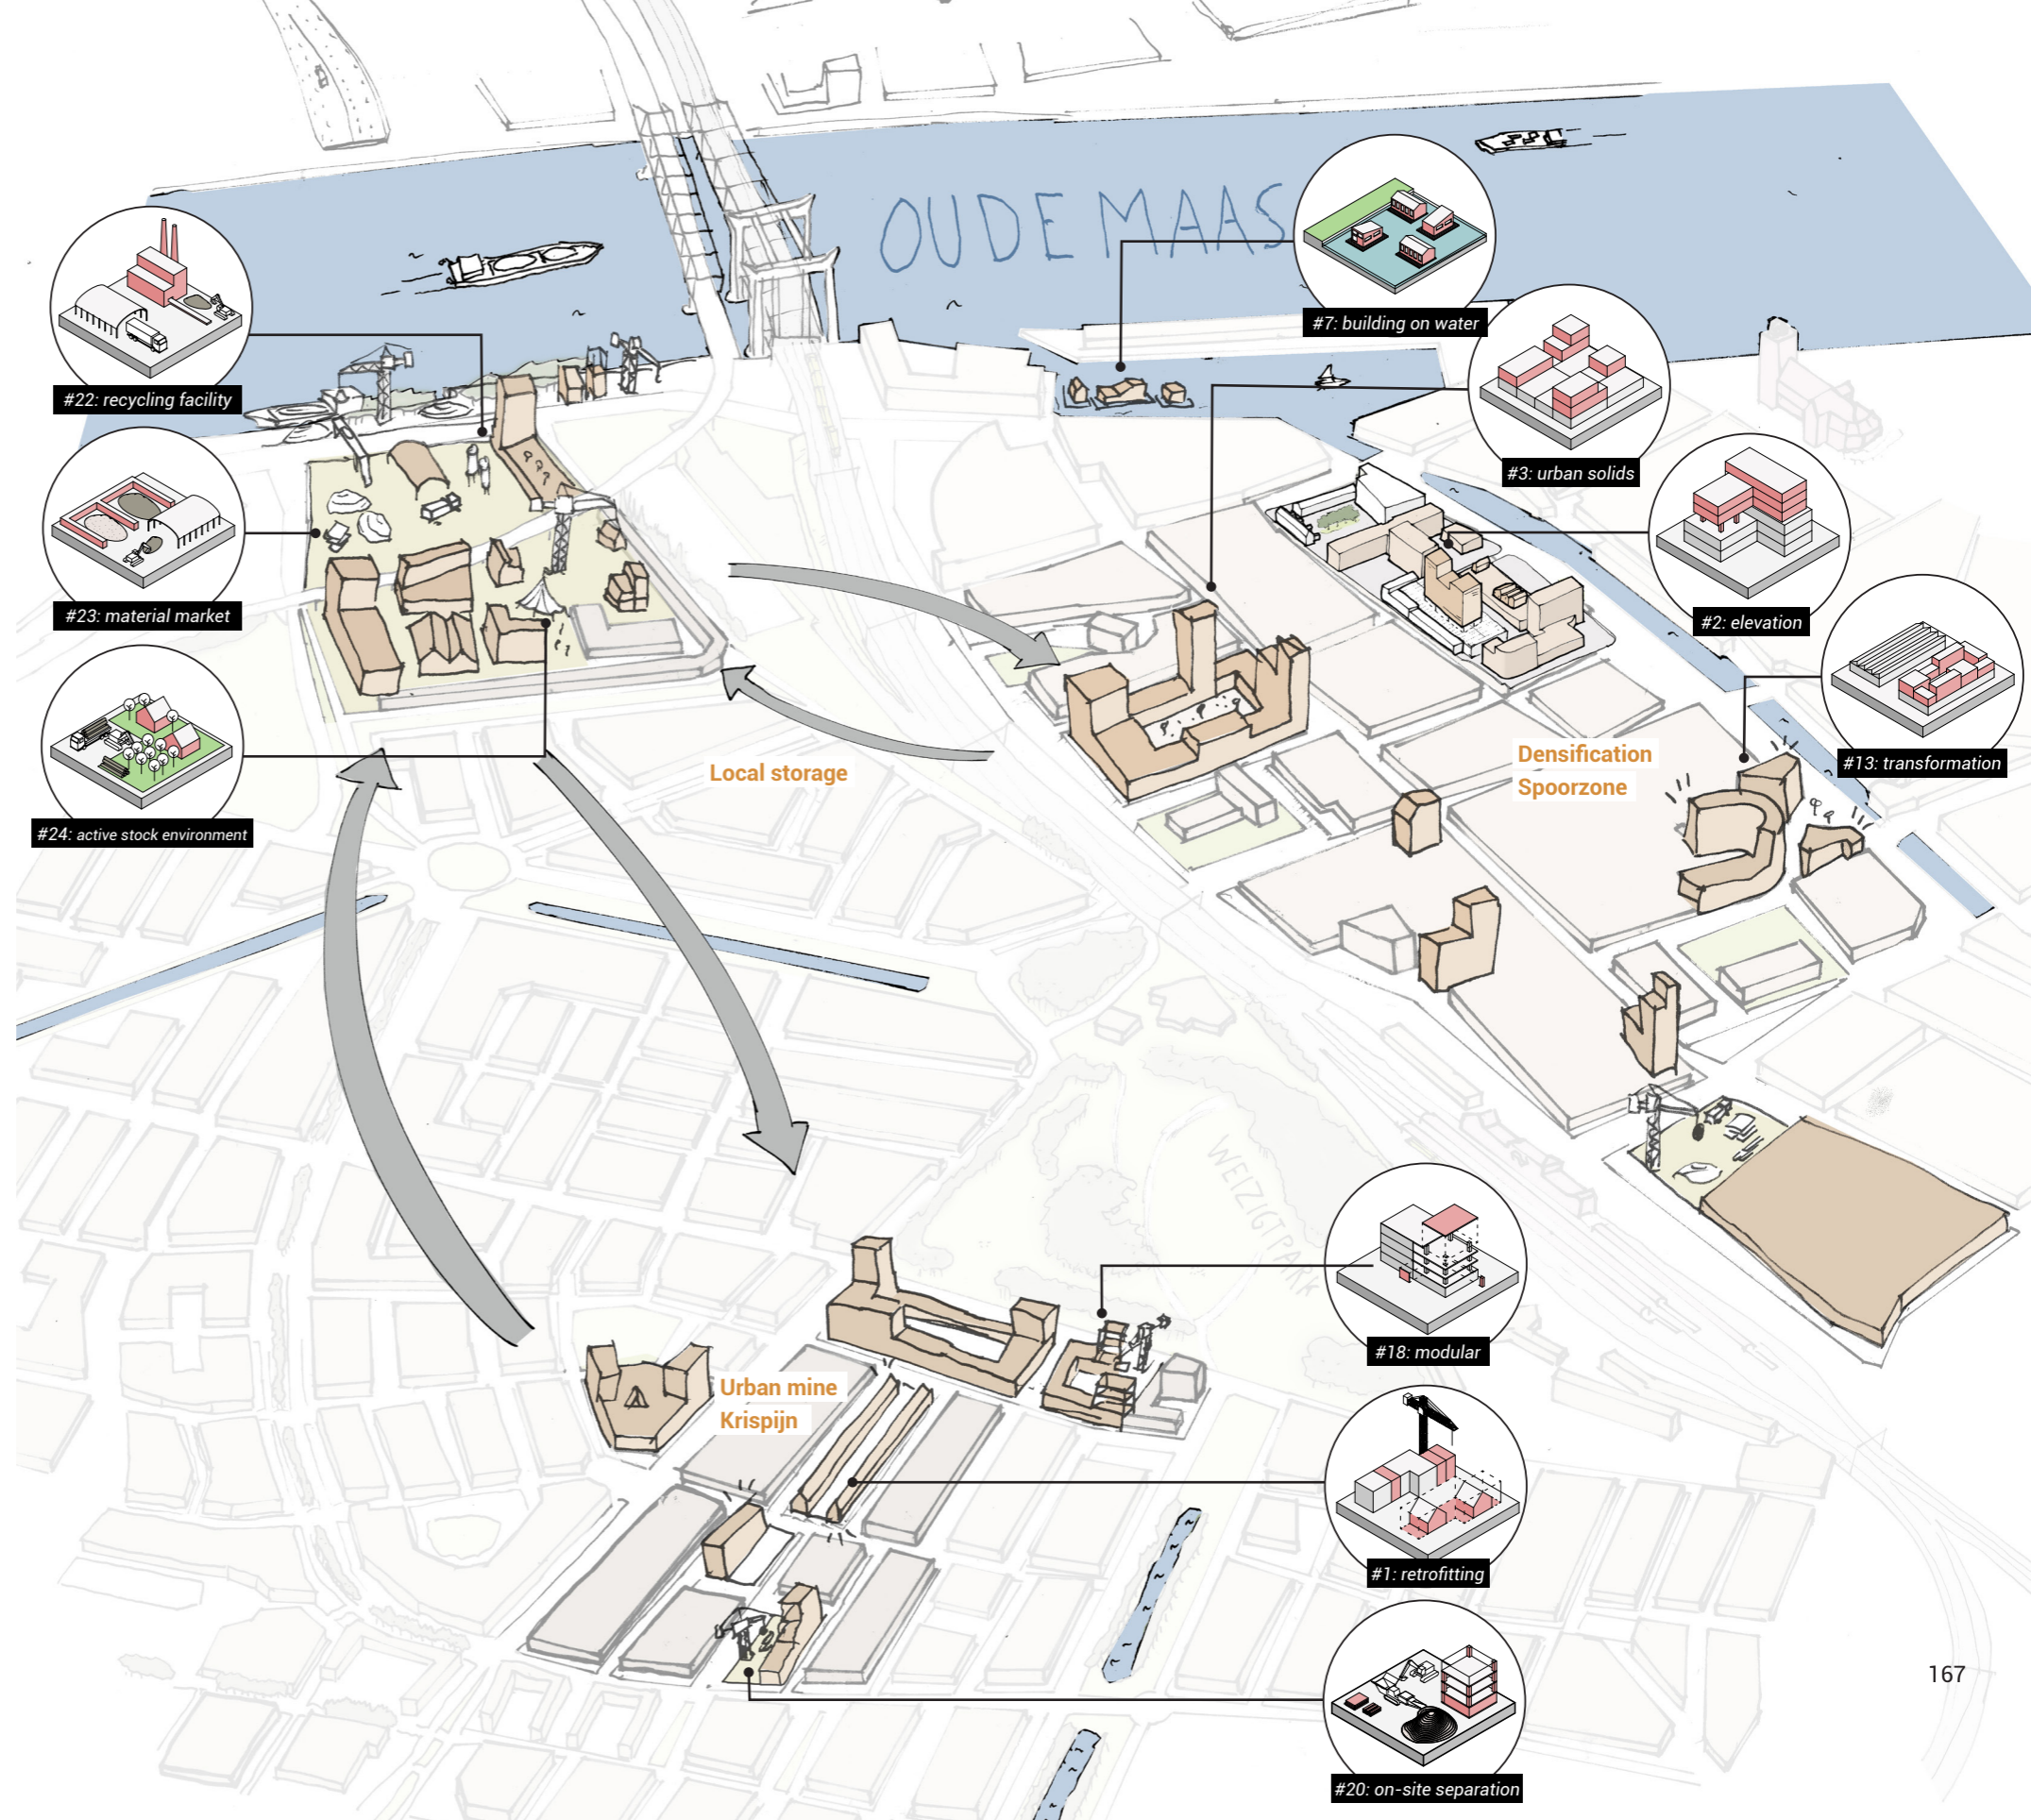 OUDE MAAS
#7: building on water
#22: recycling facility
#3: urban solids
#23: material market
#2: elevation
#13: transformation
#24: active stock environment
Local storage
Densification
Spoorzone
WEIZIGTPARK
#18: modular
Urban mine
Krispijn
#1: retrofitting
167
#20: on-site separation